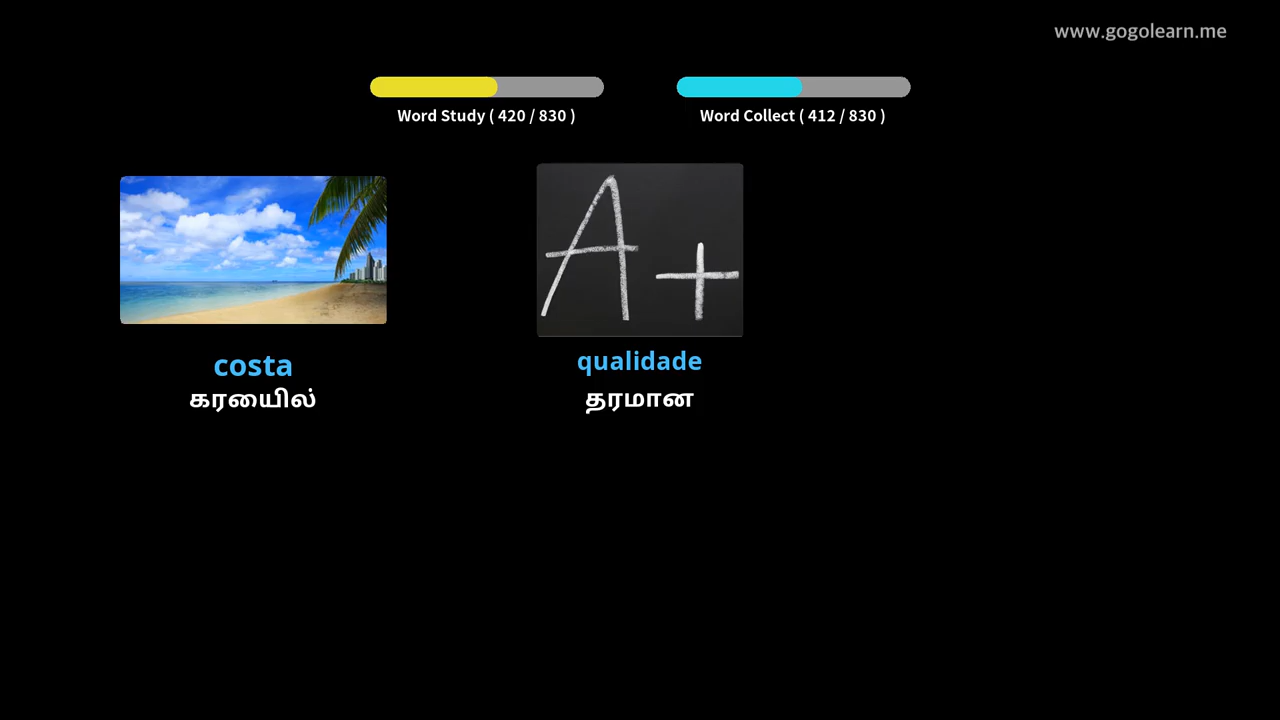 www.gogolearn.me
Word Study ( 420 / 830 )
Word Collect ( 412 / 830 )
A+
costa
கரையில்
qualidade
தரமான